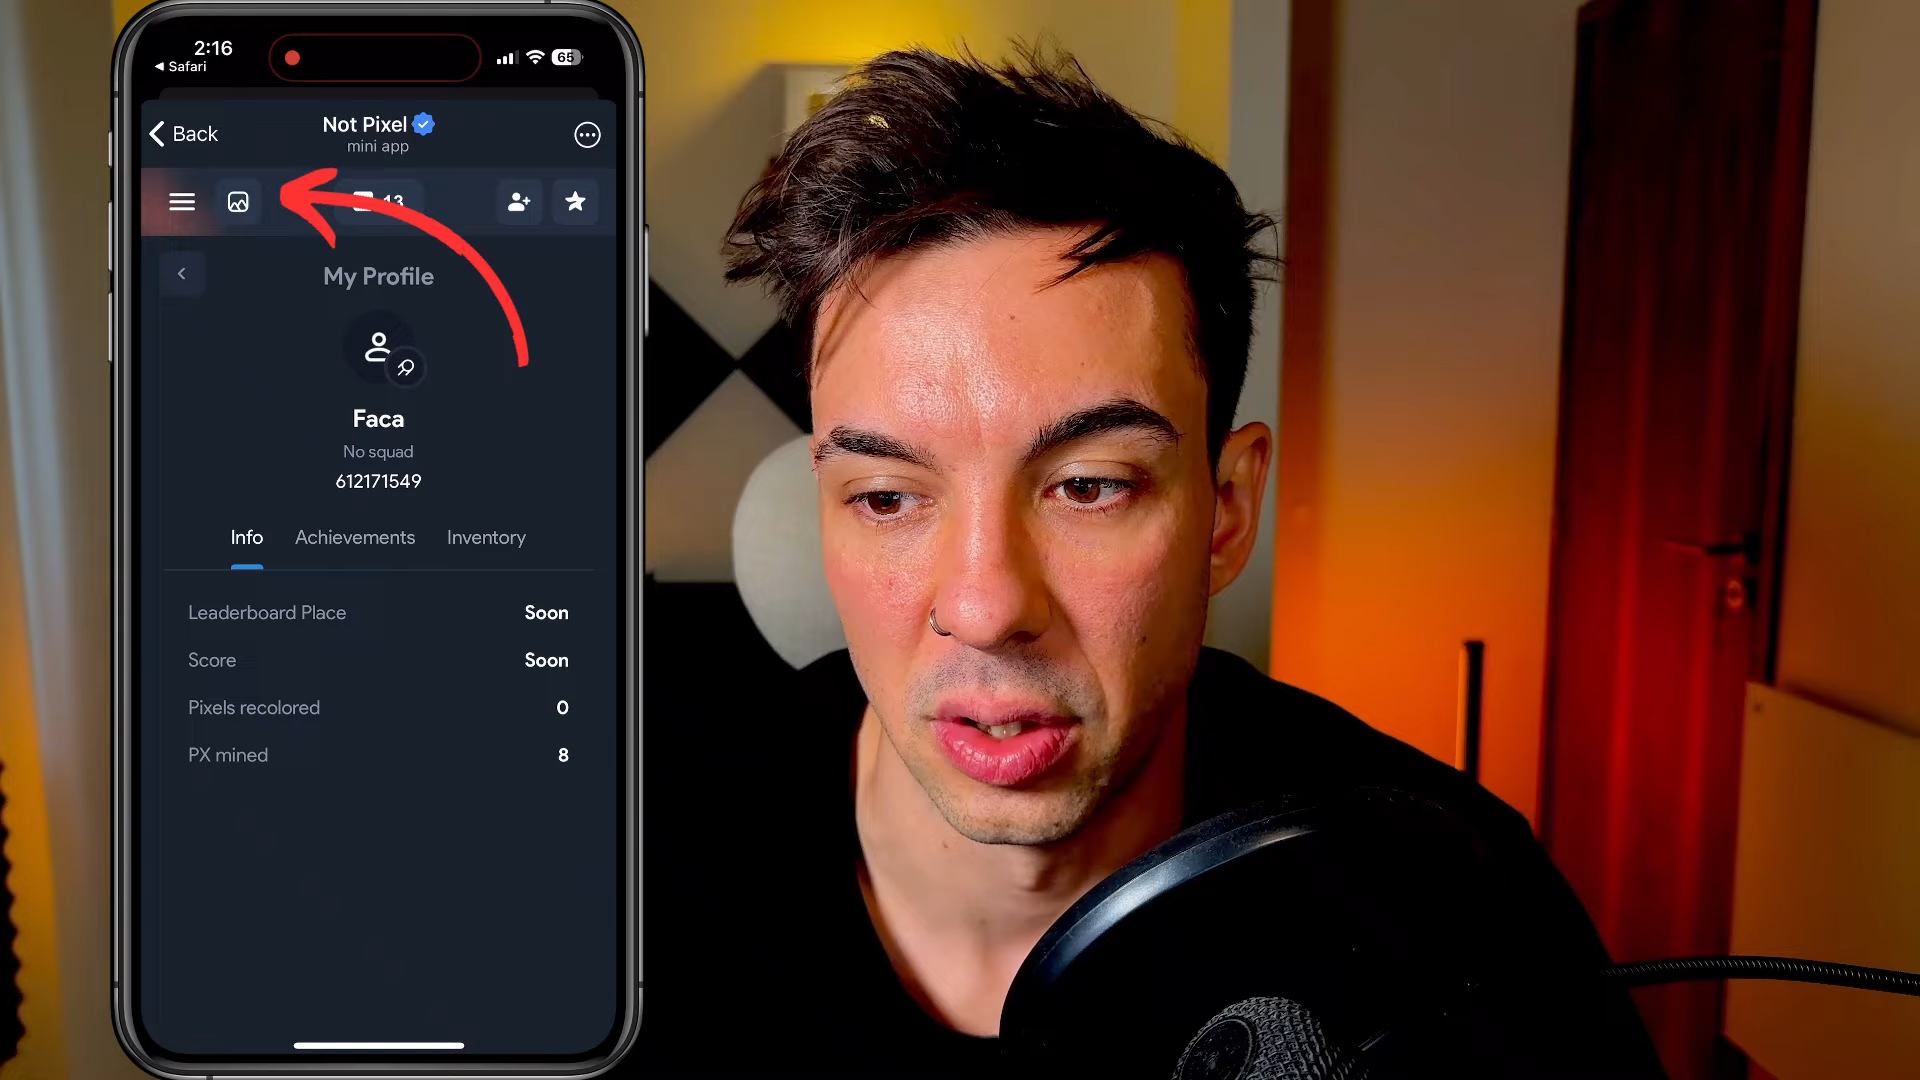 2:16
65
Safari
Back
Not Pixel
mini app
13
My Profile
Faca
No squad
612171549
Info Achievements Inventory
Leaderboard Place Soon
Score Soon
Pixels recolored 0
PX mined 8